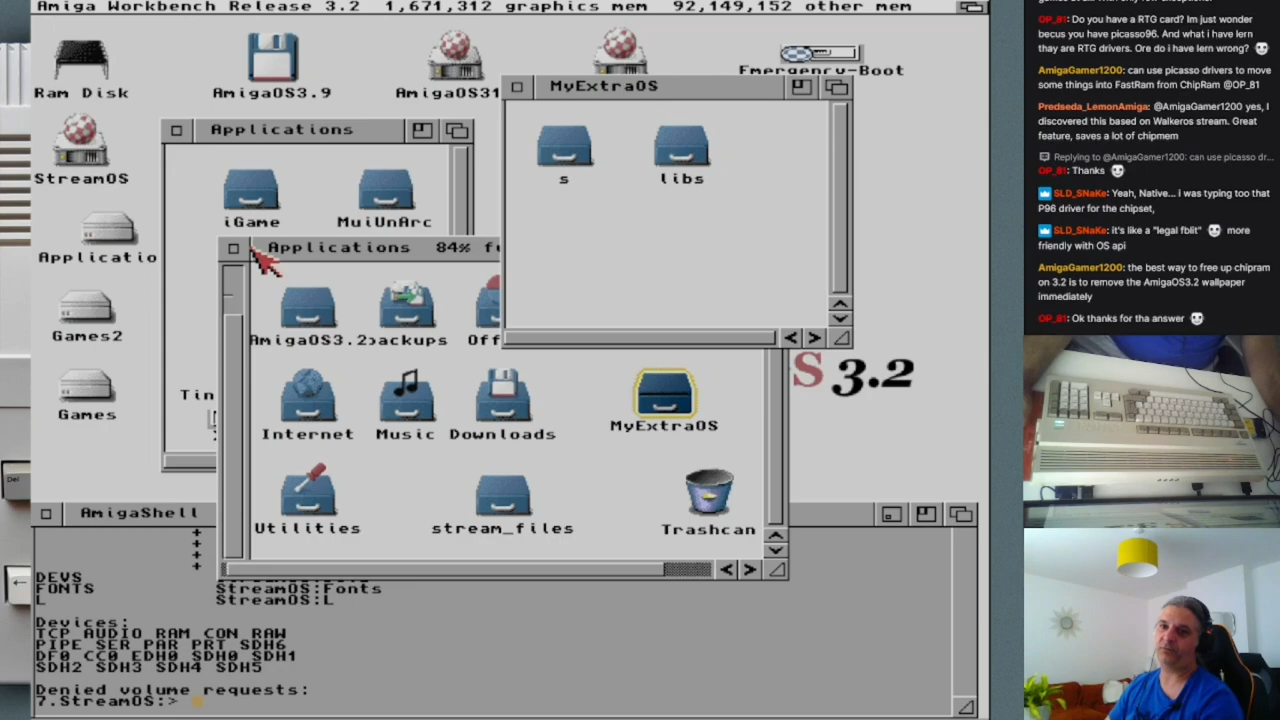 Amiga Workbench Release 3.2  1,671,312 graphics mem  92,149,152 other mem
Ram Disk
AmigaOS3.9
AmigaOS31
Emergency-Boot
StreamOS
Applicatio
Games2
Games
Applications
iGame
MuiUnArc
Tin
Applications  84% fu
AmigaOS3.2
backups
Off
Internet
Music
Downloads
MyExtraOS
Utilities
stream_files
Trashcan
MyExtraOS
s
libs
S 3.2
AmigaShell
+
+
+
+
DEVS
FONTS StreamOS:Fonts
L StreamOS:L
Devices:
TCP AUDIO RAM CON RAW
PIPE SER PAR PRT SDH6
DF0 CC0 EDH0 SDH0 SDH1
SDH2 SDH3 SDH4 SDH5
Denied volume requests:
7.StreamOS:>
Del
OP_81: Do you have a RTG card? Im just wonder
becus you have picasso96. And what i have lern
thay are RTG drivers. Ore do i have lern wrong?
AmigaGamer1200: can use picasso drivers to move
some things into FastRam from ChipRam @OP_81
Predseda_LemonAmiga: @AmigaGamer1200 yes, I
discovered this based on Walkeros stream. Great
feature, saves a lot of chipmem
Replying to @AmigaGamer1200: can use picasso dr...
OP_81: Thanks
SLD_SNaKe: Yeah, Native... i was typing too that
P96 driver for the chipset,
SLD_SNaKe: it's like a "legal fblit" more
friendly with OS api
AmigaGamer1200: the best way to free up chipram
on 3.2 is to remove the AmigaOS3.2 wallpaper
immediately
OP_81: Ok thanks for tha answer